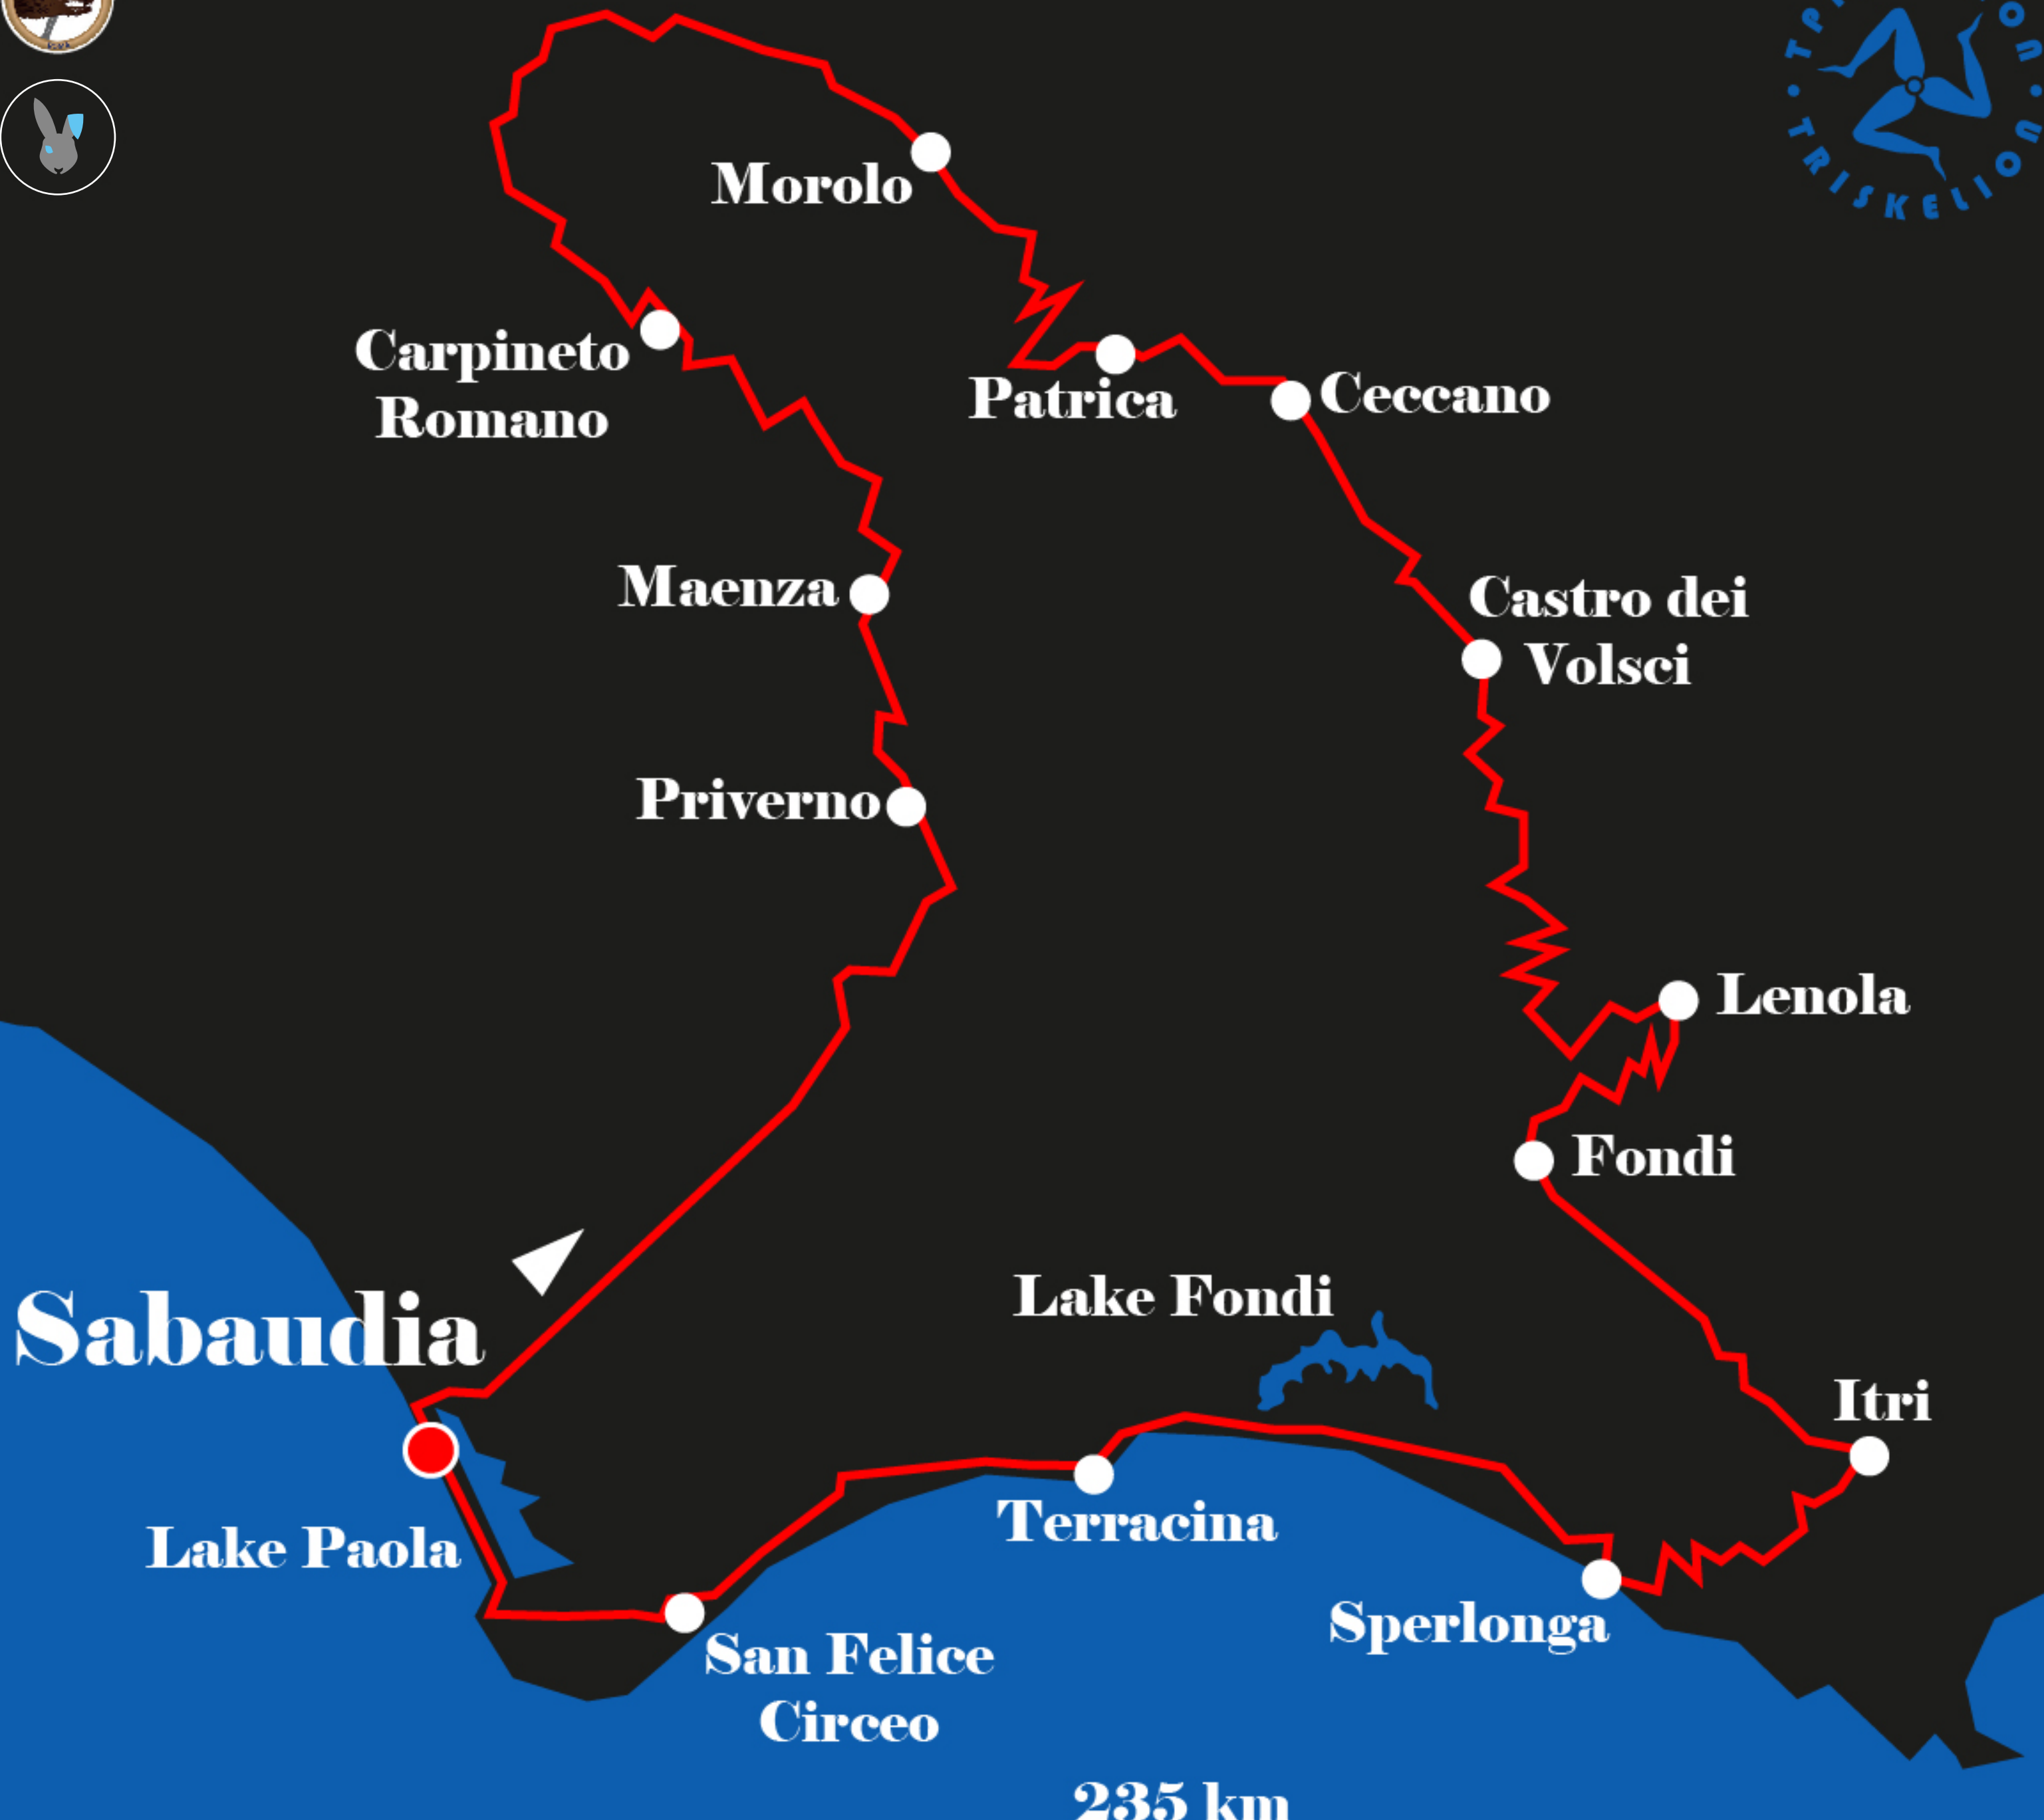 TRISKELION
Morolo
Carpineto
Romano
Patrica
Ceccano
Maenza
Castro dei
Volsci
Priverno
Lenola
Fondi
Lake Fondi
Sabaudia
Itri
Lake Paola
Terracina
Sperlonga
San Felice
Circeo
235 km